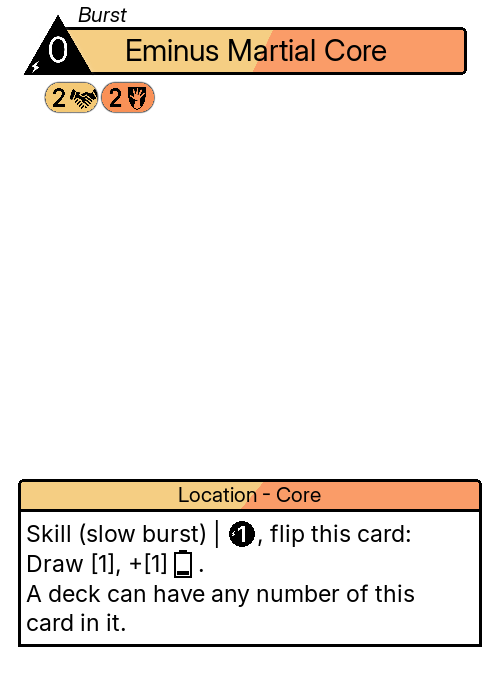 Burst
0 Eminus Martial Core
2 2
Location - Core
Skill (slow burst) | 1, flip this card:
Draw [1], +[1] .
A deck can have any number of this
card in it.